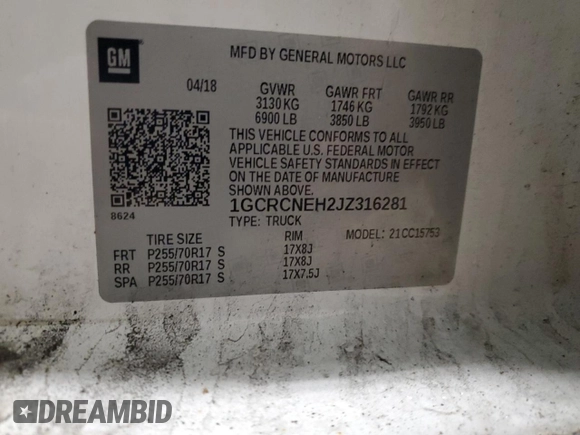 GM
MFD BY GENERAL MOTORS LLC
04/18 GVWR GAWR FRT GAWR RR
3130 KG 1746 KG 1792 KG
6900 LB 3850 LB 3950 LB
THIS VEHICLE CONFORMS TO ALL
APPLICABLE U.S. FEDERAL MOTOR
VEHICLE SAFETY STANDARDS IN EFFECT
ON THE DATE OF MANUFACTURE
SHOWN ABOVE.
8624
1GCRCNEH2JZ316281
TYPE: TRUCK
TIRE SIZE RIM MODEL: 21CC15753
FRT P255/70R17 S 17X8J
RR P255/70R17 S 17X8J
SPA P255/70R17 S 17X7.5J
DREAMBID